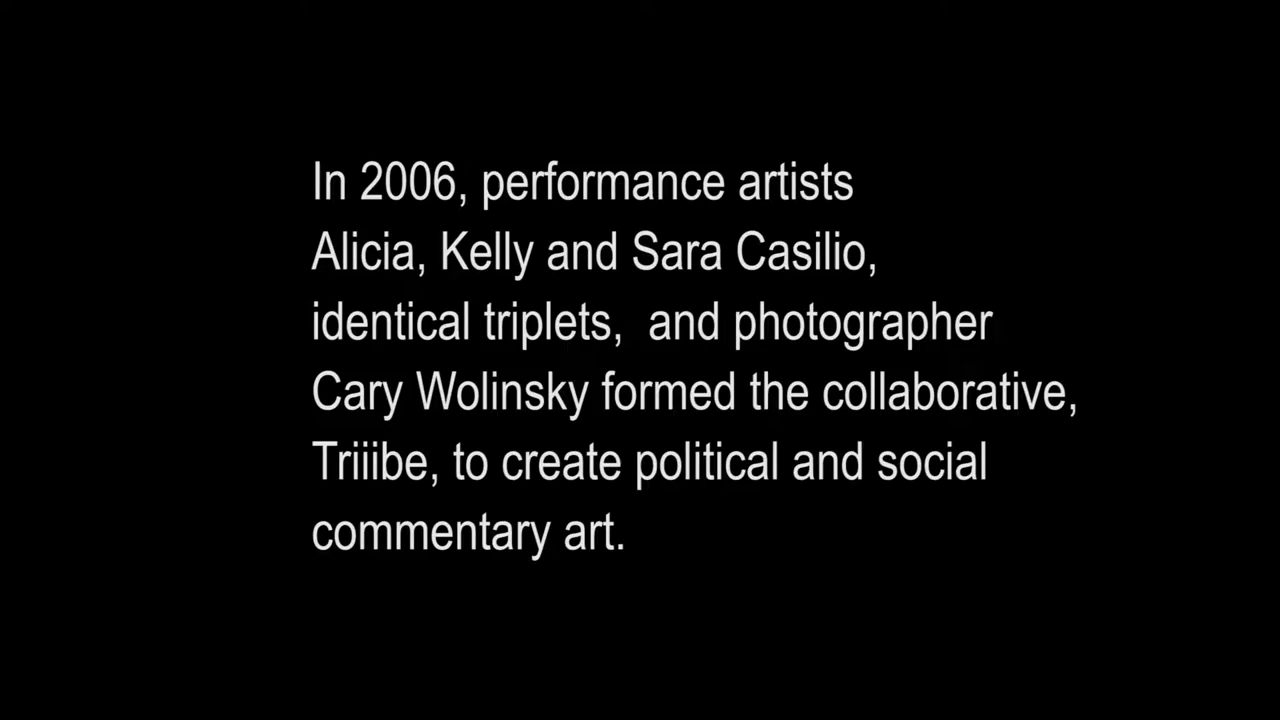 In 2006, performance artists
Alicia, Kelly and Sara Casilio,
identical triplets,  and photographer
Cary Wolinsky formed the collaborative,
Triiibe, to create political and social
commentary art.